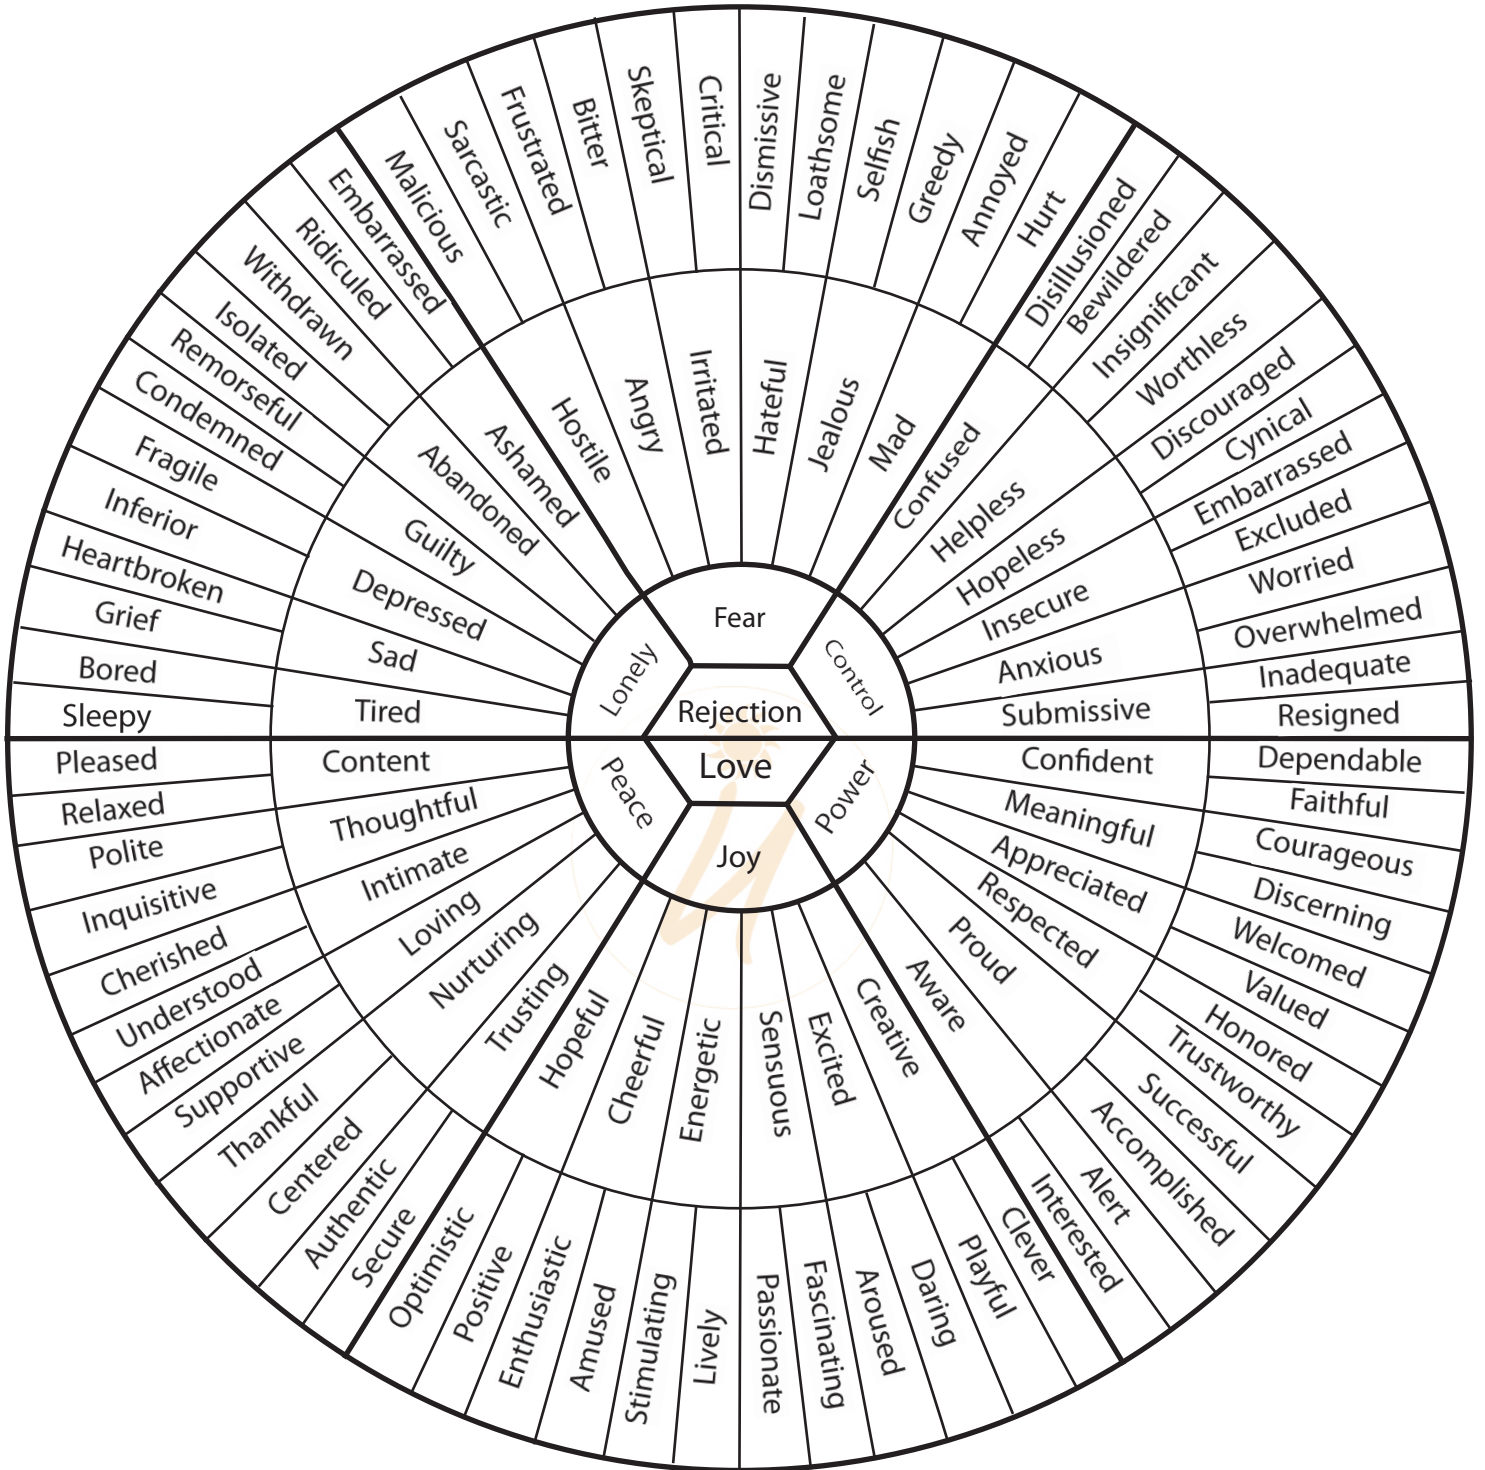 Rejection
Love
Fear
Control
Power
Joy
Peace
Lonely
Hostile
Angry
Irritated
Hateful
Jealous
Mad
Confused
Helpless
Hopeless
Insecure
Anxious
Submissive
Confident
Meaningful
Appreciated
Respected
Proud
Aware
Creative
Excited
Sensuous
Energetic
Cheerful
Hopeful
Trusting
Nurturing
Loving
Intimate
Thoughtful
Content
Tired
Sad
Depressed
Guilty
Abandoned
Ashamed
Malicious
Sarcastic
Frustrated
Bitter
Skeptical
Critical
Dismissive
Loathsome
Selfish
Greedy
Annoyed
Hurt
Disillusioned
Bewildered
Insignificant
Worthless
Discouraged
Cynical
Embarrassed
Excluded
Worried
Overwhelmed
Inadequate
Resigned
Dependable
Faithful
Courageous
Discerning
Welcomed
Valued
Honored
Trustworthy
Successful
Accomplished
Alert
Interested
Clever
Playful
Daring
Aroused
Fascinating
Passionate
Lively
Stimulating
Amused
Enthusiastic
Positive
Optimistic
Secure
Authentic
Centered
Thankful
Supportive
Affectionate
Understood
Cherished
Inquisitive
Polite
Relaxed
Pleased
Sleepy
Bored
Grief
Heartbroken
Inferior
Fragile
Condemned
Remorseful
Isolated
Withdrawn
Ridiculed
Embarrassed